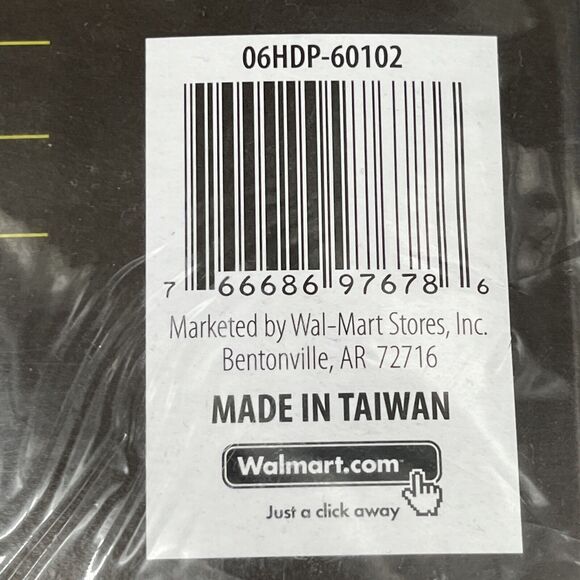 06HDP-60102
7 66686 97678 6
Marketed by Wal-Mart Stores, Inc.
Bentonville, AR 72716
MADE IN TAIWAN
Walmart.com
Just a click away